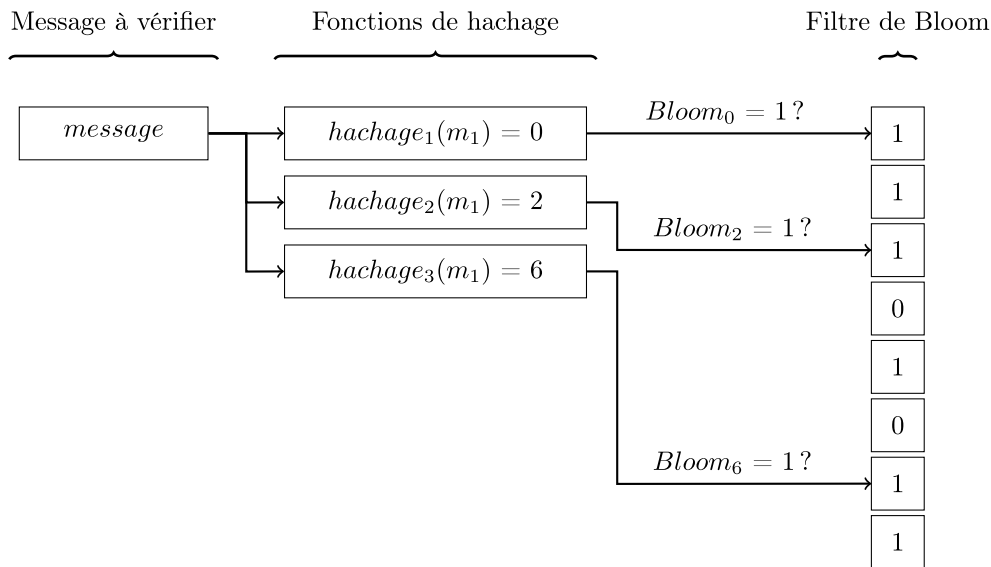 Message à vérifier
Fonctions de hachage
Filtre de Bloom
message
hachage₁(m₁) = 0
Bloom₀ = 1 ?
1
1
hachage₂(m₁) = 2
Bloom₂ = 1 ?
1
hachage₃(m₁) = 6
0
1
0
Bloom₆ = 1 ?
1
1